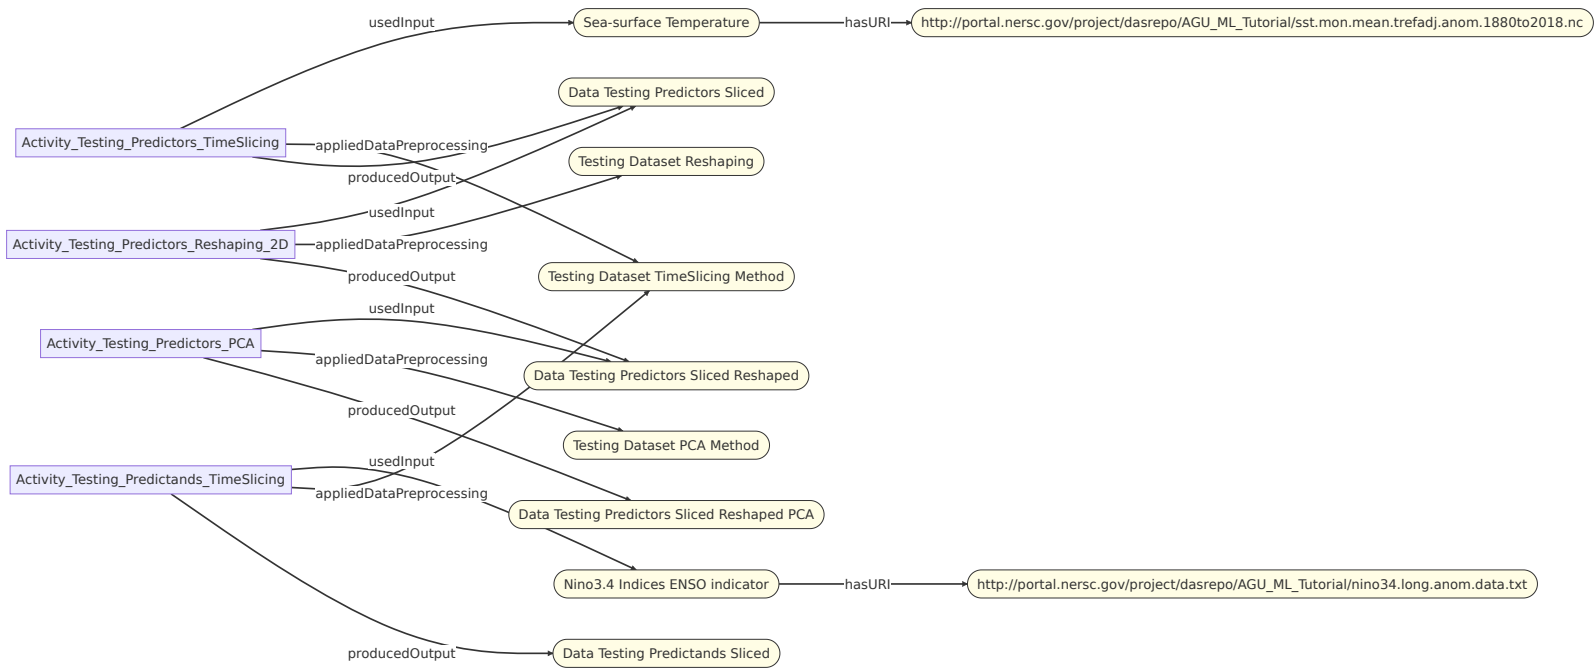 usedInput
Sea-surface Temperature
hasURI
http://portal.nersc.gov/project/dasrepo/AGU_ML_Tutorial/sst.mon.mean.trefadj.anom.1880to2018.nc
Data Testing Predictors Sliced
Activity_Testing_Predictors_TimeSlicing
appliedDataPreprocessing
Testing Dataset Reshaping
producedOutput
usedInput
Activity_Testing_Predictors_Reshaping_2D
appliedDataPreprocessing
producedOutput
Testing Dataset TimeSlicing Method
usedInput
Activity_Testing_Predictors_PCA
appliedDataPreprocessing
Data Testing Predictors Sliced Reshaped
producedOutput
Testing Dataset PCA Method
usedInput
Activity_Testing_Predictands_TimeSlicing
appliedDataPreprocessing
Data Testing Predictors Sliced Reshaped PCA
Nino3.4 Indices ENSO indicator
hasURI
http://portal.nersc.gov/project/dasrepo/AGU_ML_Tutorial/nino34.long.anom.data.txt
producedOutput
Data Testing Predictands Sliced